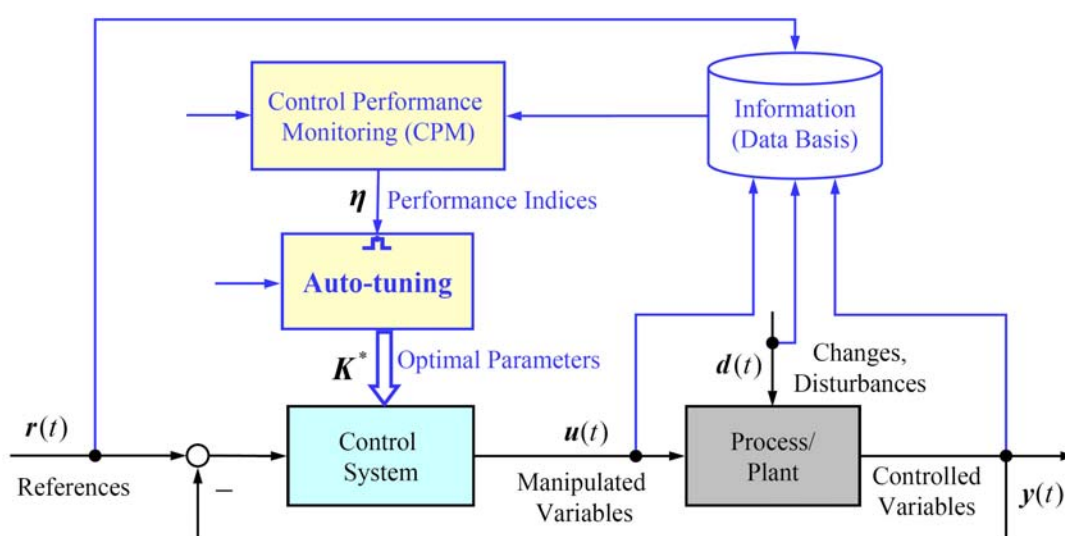 Control Performance
Monitoring (CPM)
Information
(Data Basis)
η
Performance Indices
Auto-tuning
K*
Optimal Parameters
d(t)
Changes,
Disturbances
r(t)
References
−
Control
System
u(t)
Manipulated
Variables
Process/
Plant
Controlled
Variables
y(t)